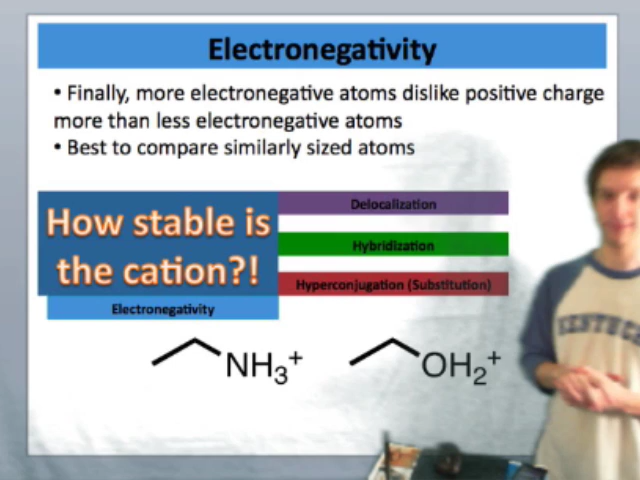 Electronegativity
• Finally, more electronegative atoms dislike positive charge
more than less electronegative atoms
• Best to compare similarly sized atoms
How stable is
the cation?!
Delocalization
Hybridization
Hyperconjugation (Substitution)
Electronegativity
NH₃⁺
OH₂⁺